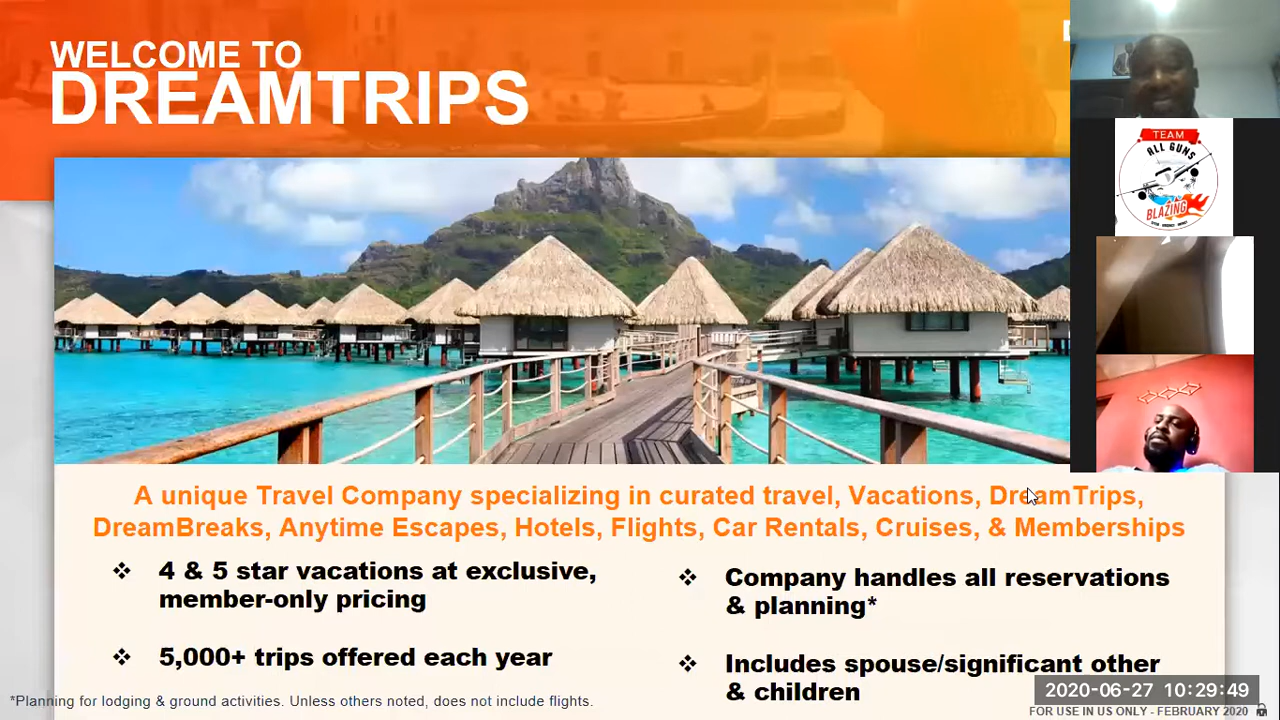 WELCOME TO
DREAMTRIPS
TEAM
ALL GUNS
BLAZING
A unique Travel Company specializing in curated travel, Vacations, DreamTrips,
DreamBreaks, Anytime Escapes, Hotels, Flights, Car Rentals, Cruises, & Memberships
❖ 4 & 5 star vacations at exclusive,
member-only pricing
❖ 5,000+ trips offered each year
❖ Company handles all reservations
& planning*
❖ Includes spouse/significant other
& children
*Planning for lodging & ground activities. Unless others noted, does not include flights.
2020-06-27 10:29:49
FOR USE IN US ONLY - FEBRUARY 2020